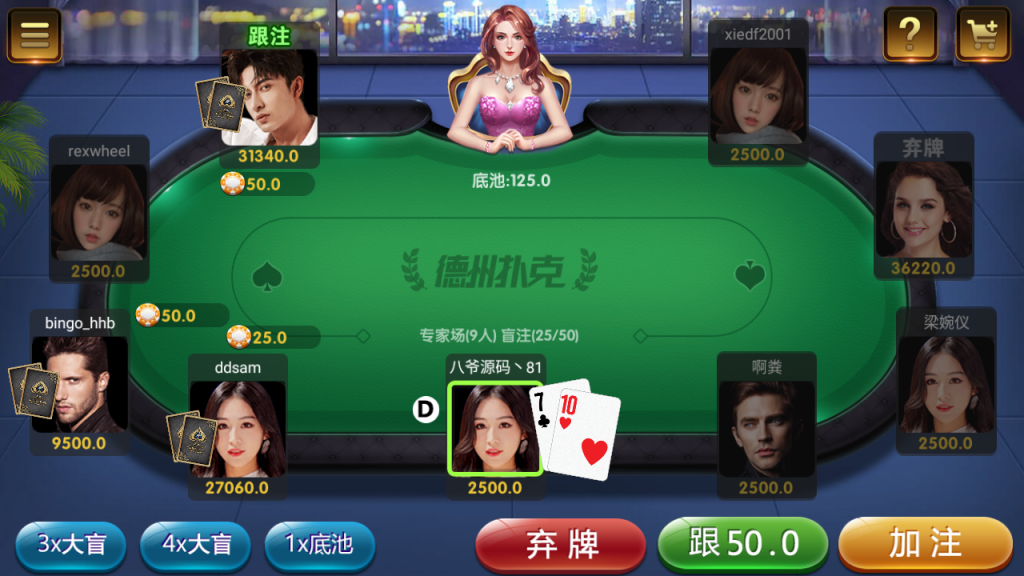 ?
跟注
xiedf2001
31340.0
2500.0
50.0
底池:125.0
rexwheel
弃牌
2500.0
36220.0
德州扑克
50.0
25.0
专家场(9人) 盲注(25/50)
bingo_hhb
ddsam
八爷源码丶81
啊龚
梁婉仪
D
7
10
9500.0
27060.0
2500.0
2500.0
2500.0
3x大盲
4x大盲
1x底池
弃牌
跟50.0
加注